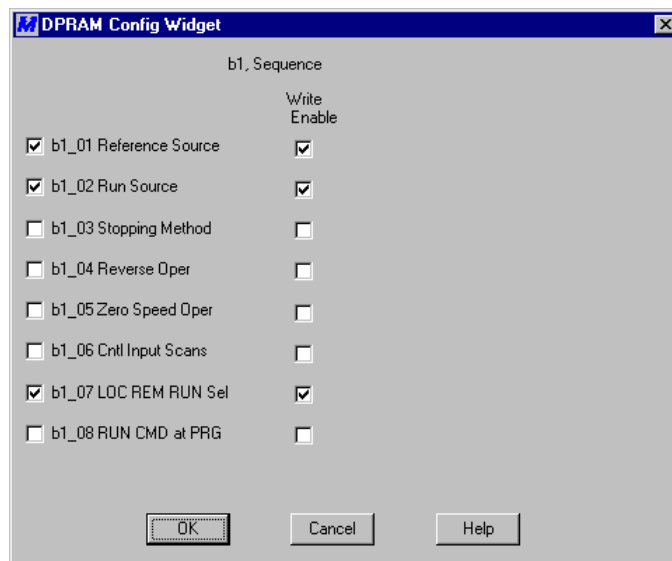 DPRAM Config Widget
b1, Sequence
Write
Enable
b1_01 Reference Source
b1_02 Run Source
b1_03 Stopping Method
b1_04 Reverse Oper
b1_05 Zero Speed Oper
b1_06 Cntl Input Scans
b1_07 LOC REM RUN Sel
b1_08 RUN CMD at PRG
OK Cancel Help